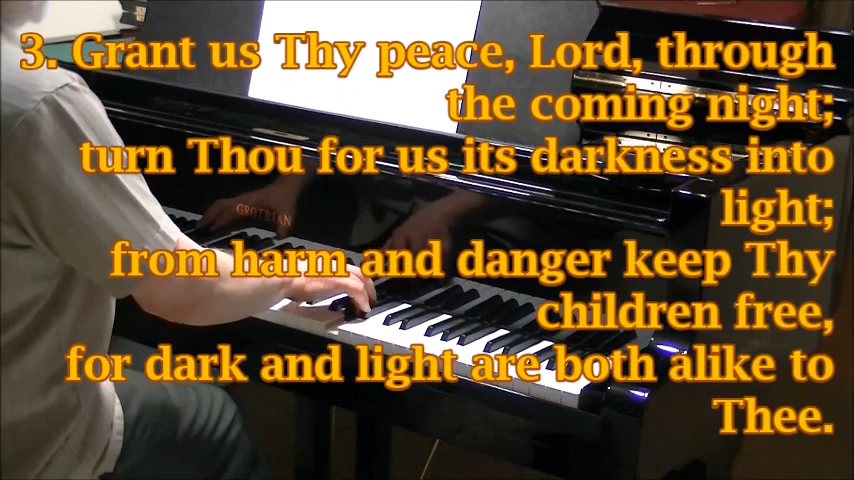 3. Grant us Thy peace, Lord, through
the coming night;
turn Thou for us its darkness into
light;
GROTRIAN
from harm and danger keep Thy
children free,
for dark and light are both alike to
Thee.